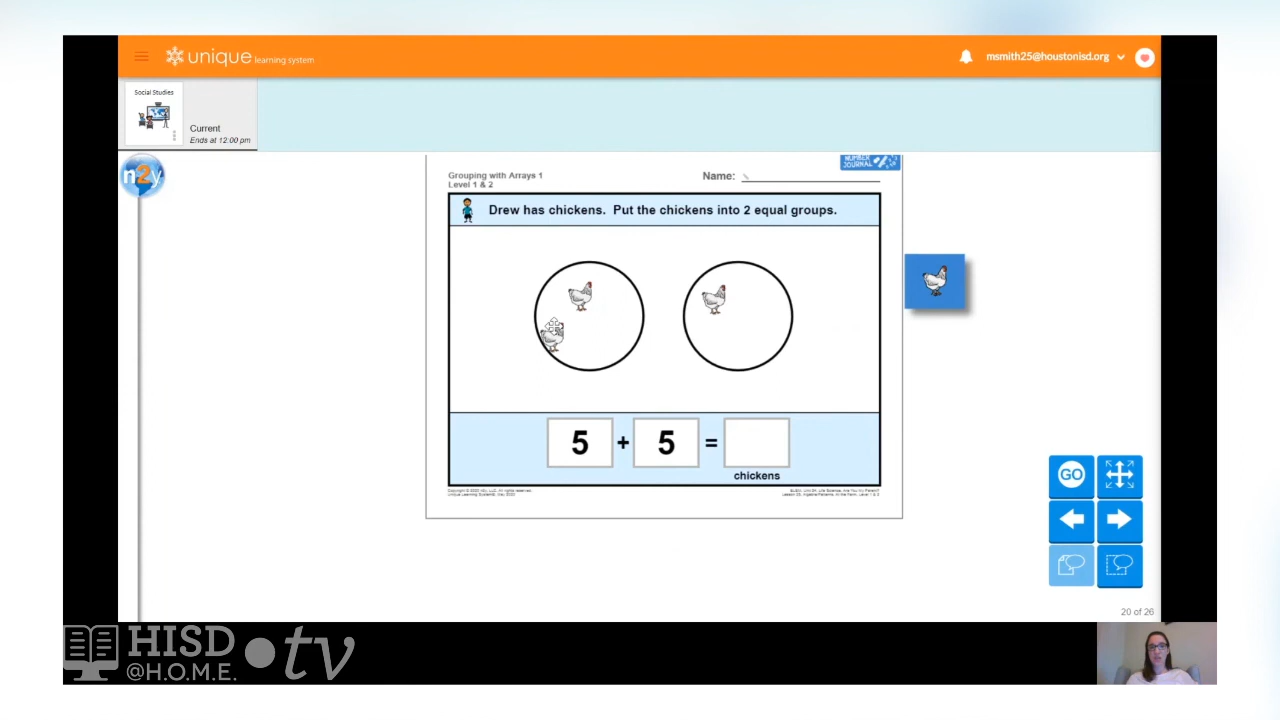 unique learning system
msmith25@houstonisd.org
Social Studies
Current
Ends at 12:00 pm
n2y
NUMBER
JOURNAL
Grouping with Arrays 1
Level 1 & 2
Name:
Drew has chickens. Put the chickens into 2 equal groups.
5 + 5 =
chickens
GO
20 of 26
HISD
@H.O.M.E.
tv